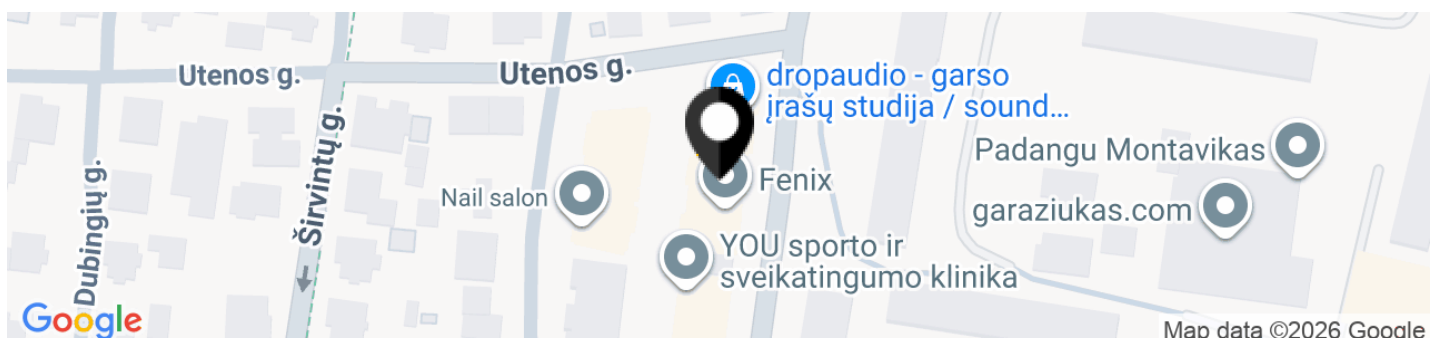 Utenos g.
Utenos g.
dropaudio - garso
įrašų studija / sound...
Širvintų g.
Padangu Montavikas
Dubingių g.
Nail salon
Fenix
garaziukas.com
YOU sporto ir
sveikatingumo klinika
Google
Map data ©2026 Google